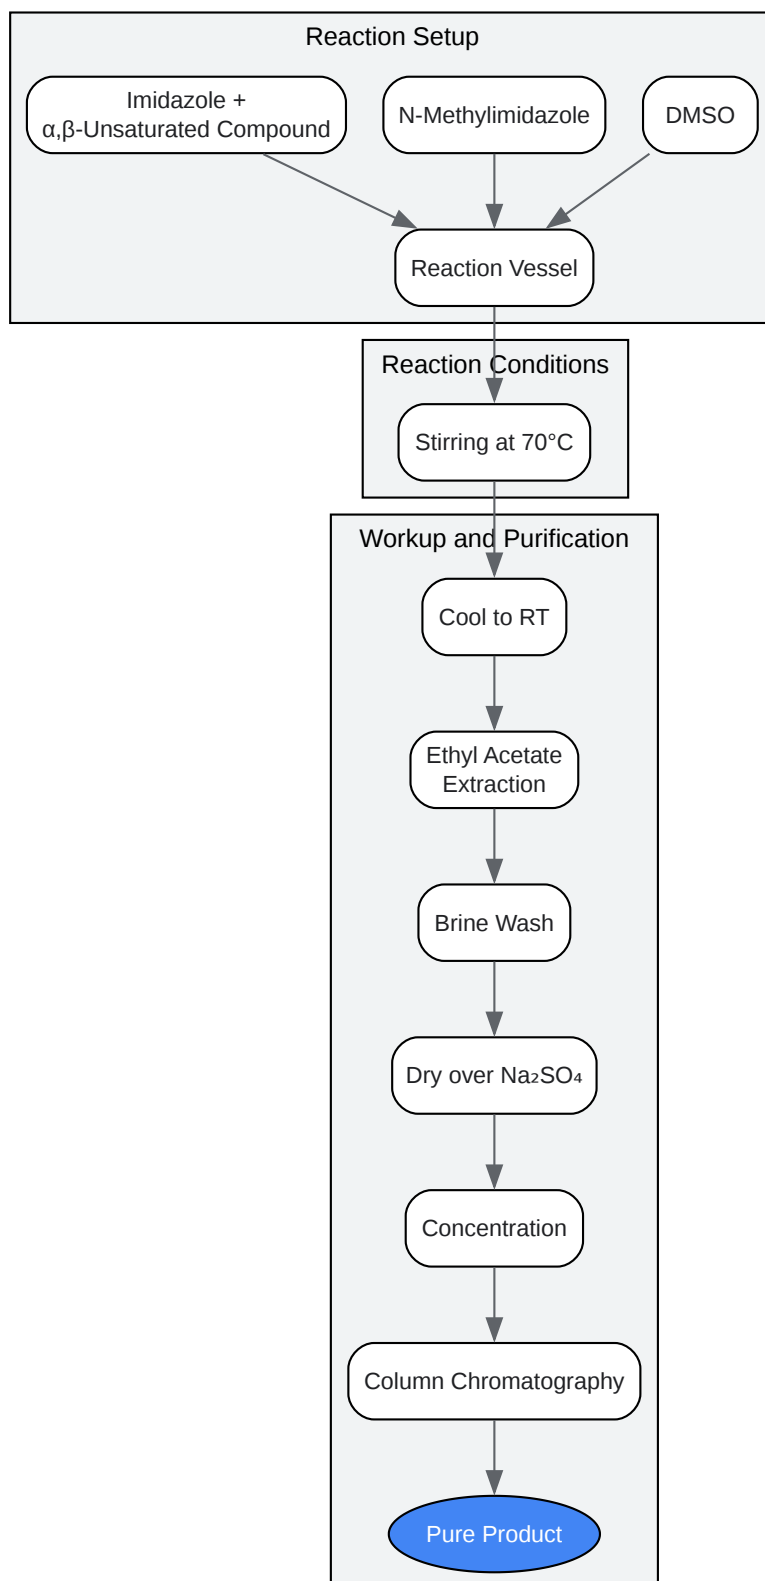 Reaction Setup
Imidazole +
α,β-Unsaturated Compound
N-Methylimidazole
DMSO
Reaction Vessel
Reaction Conditions
Stirring at 70°C
Workup and Purification
Cool to RT
Ethyl Acetate
Extraction
Brine Wash
Dry over Na₂SO₄
Concentration
Column Chromatography
Pure Product